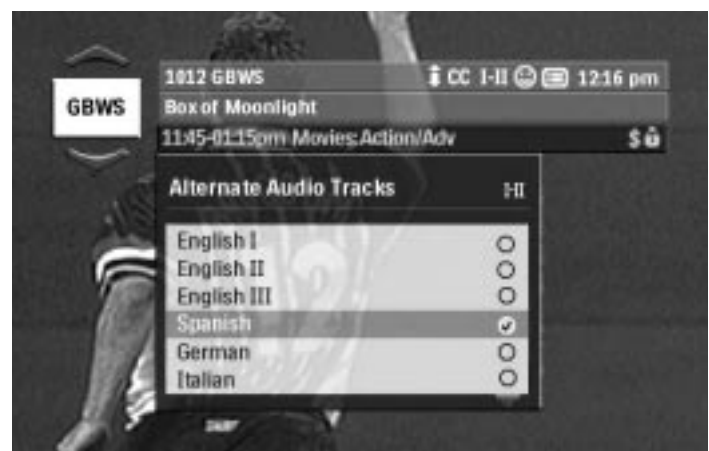 GBWS
1012 GBWS CC I-II 12:16 pm
Box of Moonlight
11:45-01:15pm Movies:Action/Adv $
Alternate Audio Tracks I-II
English I
English II
English III
Spanish
German
Italian